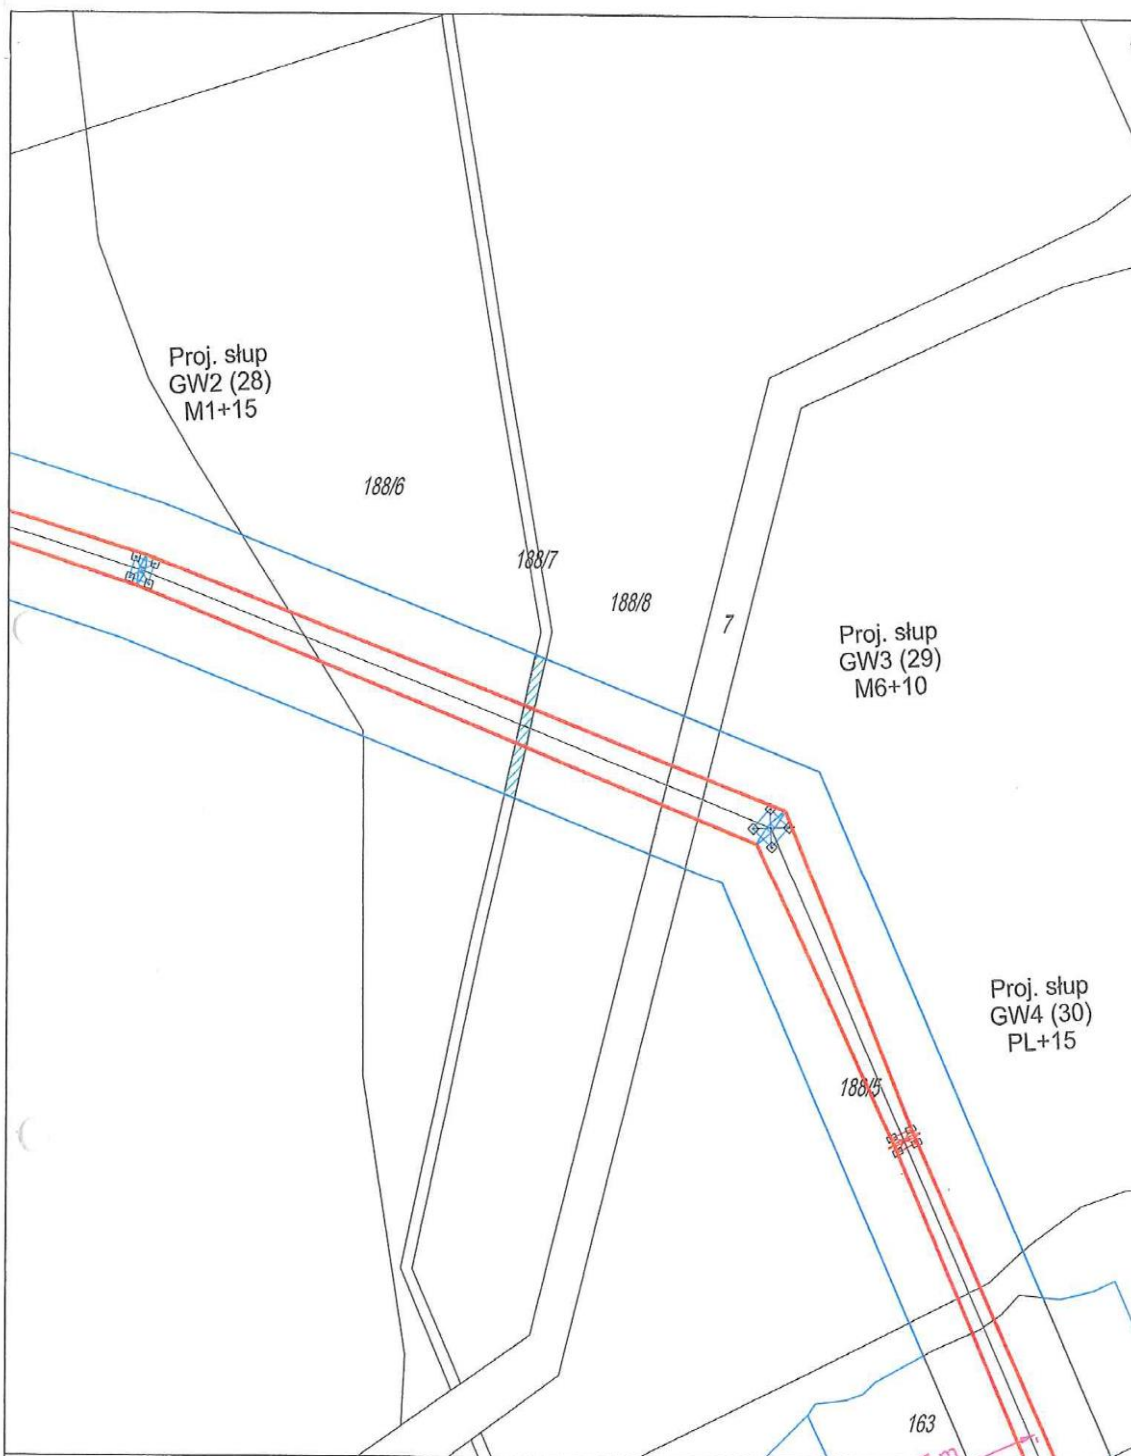 Proj. słup
GW2 (28)
M1+15
188/6
188/7
188/8
7
Proj. słup
GW3 (29)
M6+10
Proj. słup
GW4 (30)
PL+15
188/5
163
m